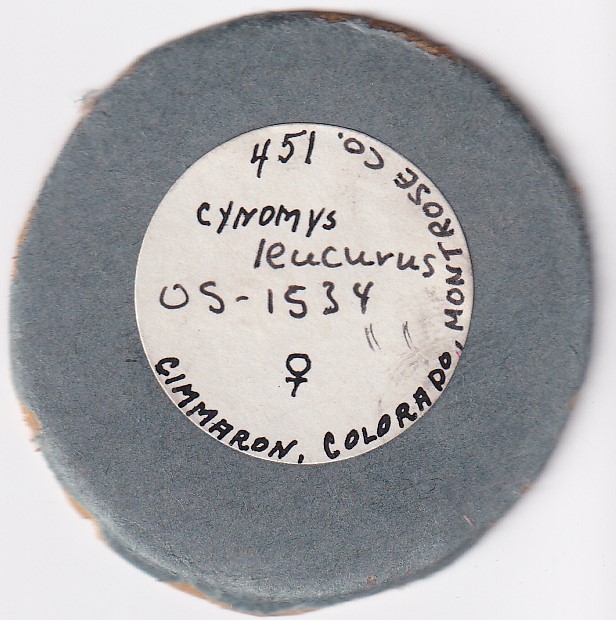 451
CYNOMYS
leucurus
OS-1534
" "
♀
CIMMARON, COLORADO, MONTROSE CO.